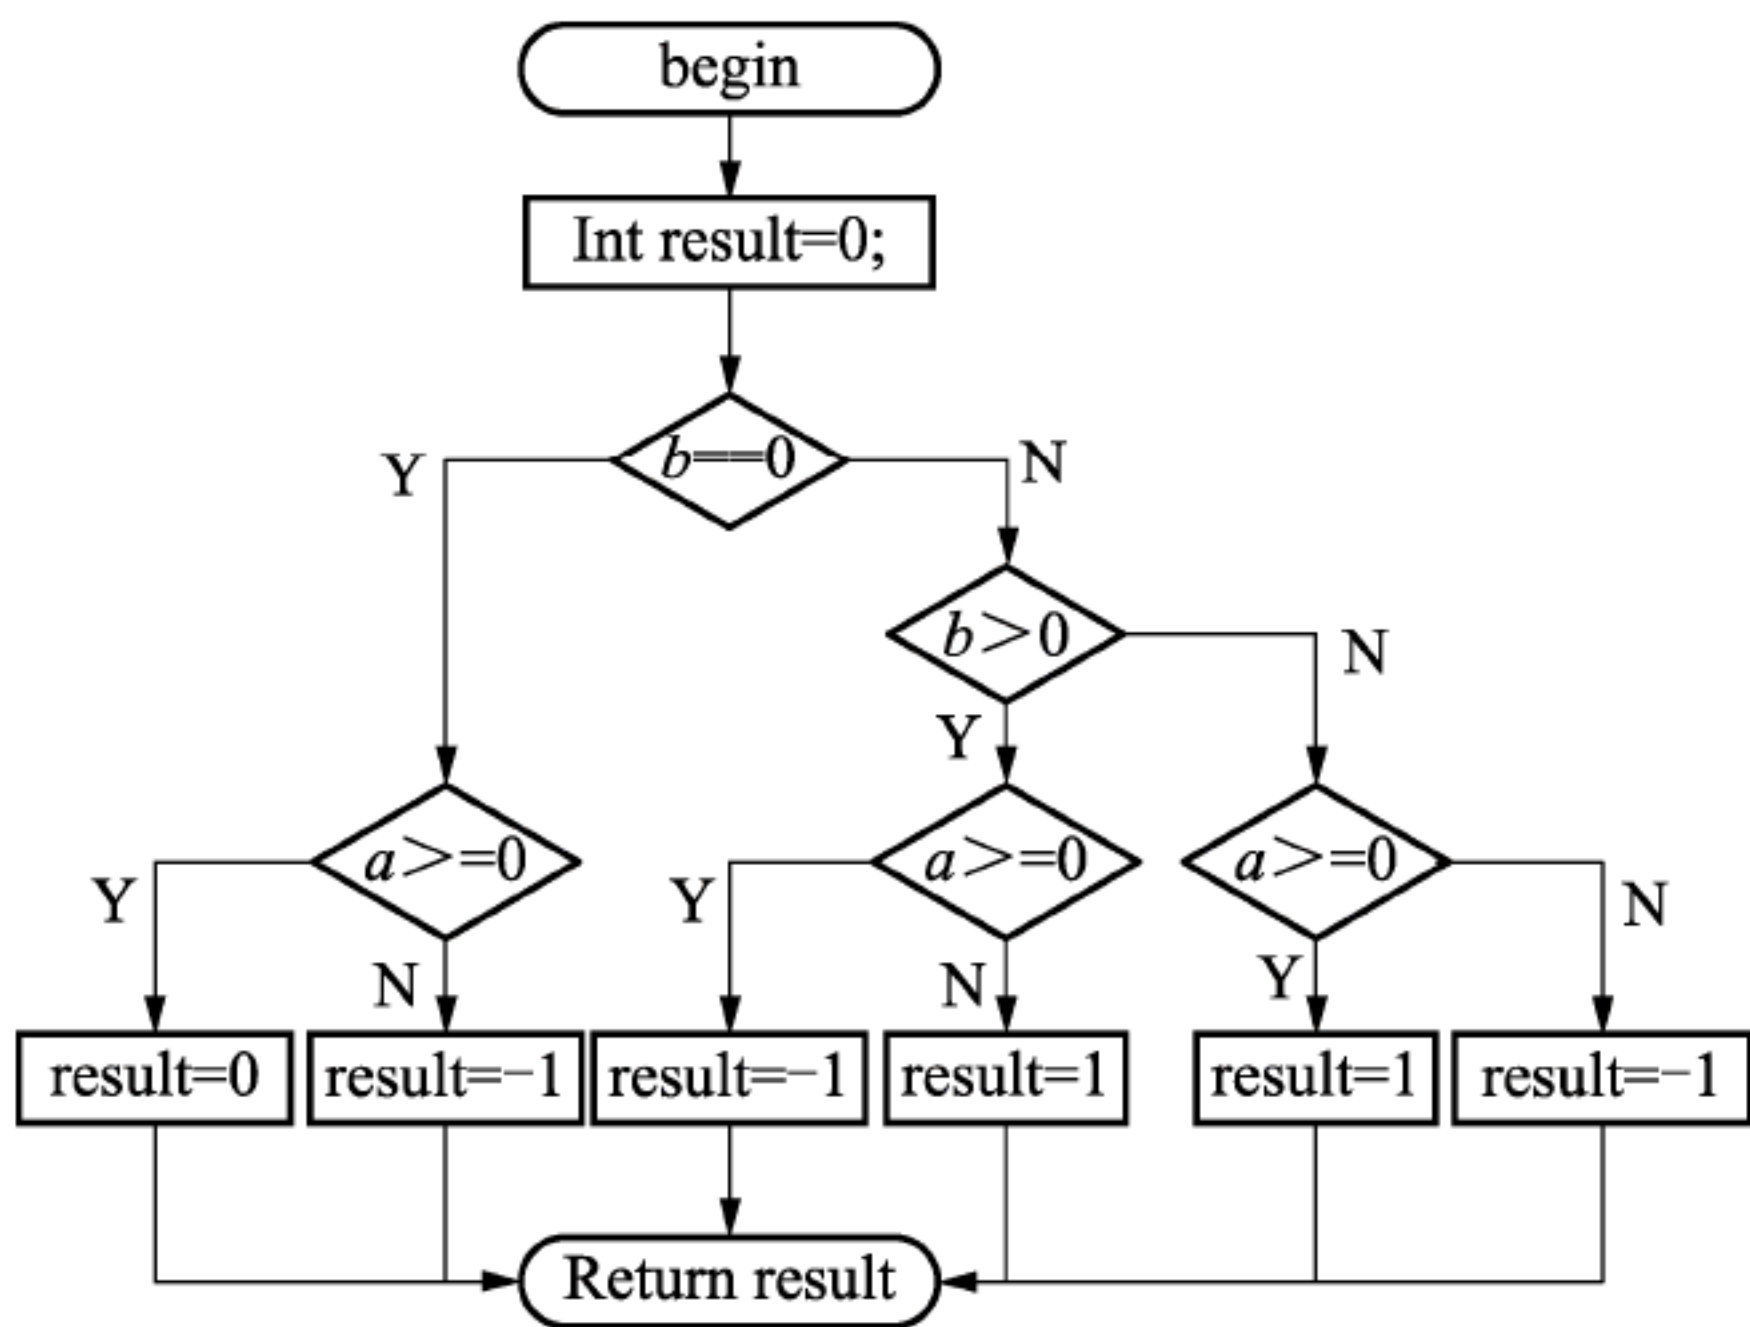 begin
Int result=0;
b==0
Y
N
b>0
N
Y
a>=0
a>=0
a>=0
Y
Y
N
N
N
Y
result=0
result=-1
result=-1
result=1
result=1
result=-1
Return result